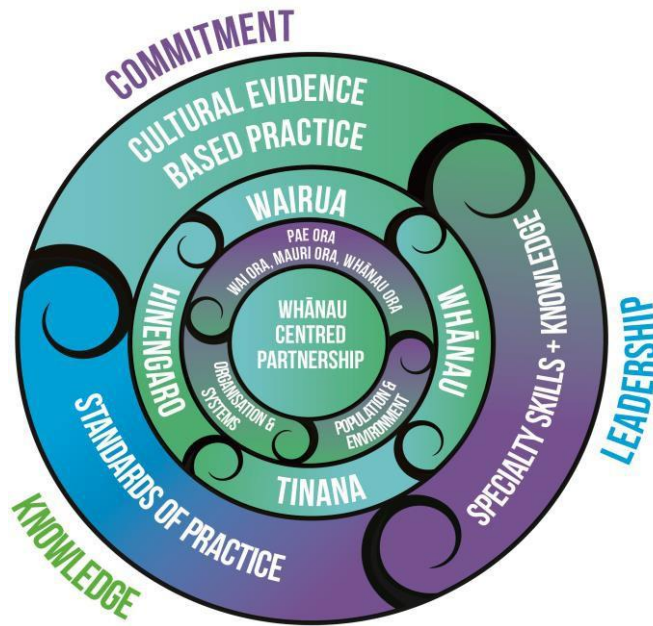 COMMITMENT
CULTURAL EVIDENCE
BASED PRACTICE
WAIRUA
PAE ORA
WAI ORA, MAURI ORA, WHĀNAU ORA
WHĀNAU
CENTRED
PARTNERSHIP
HINENGARO
WHĀNAU
ORGANISATION &
SYSTEMS
POPULATION &
ENVIRONMENT
TINANA
SPECIALTY SKILLS + KNOWLEDGE
LEADERSHIP
STANDARDS OF PRACTICE
KNOWLEDGE